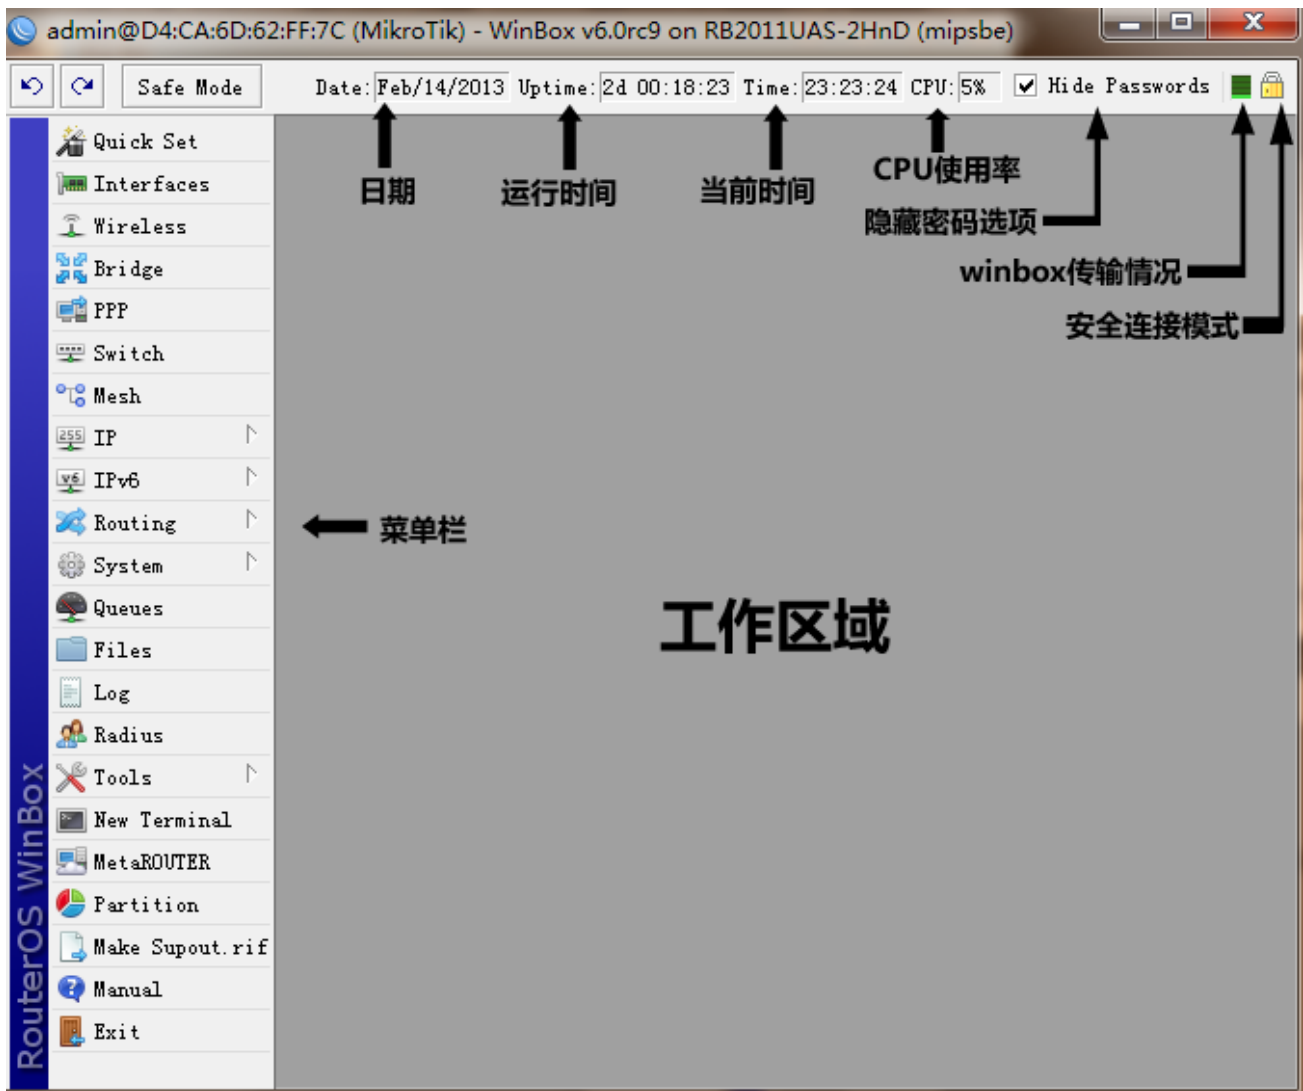 admin@D4:CA:6D:62:FF:7C (MikroTik) - WinBox v6.0rc9 on RB2011UAS-2HnD (mipsbe)
Safe Mode Date: Feb/14/2013 Uptime: 2d 00:18:23 Time: 23:23:24 CPU: 5% Hide Passwords
日期
运行时间
当前时间
CPU使用率
隐藏密码选项
winbox传输情况
安全连接模式
Quick Set
Interfaces
Wireless
Bridge
PPP
Switch
Mesh
255 IP
v6 IPv6
Routing
System
Queues
Files
Log
Radius
Tools
New Terminal
MetaROUTER
Partition
Make Supout.rif
Manual
Exit
菜单栏
工作区域
RouterOS WinBox